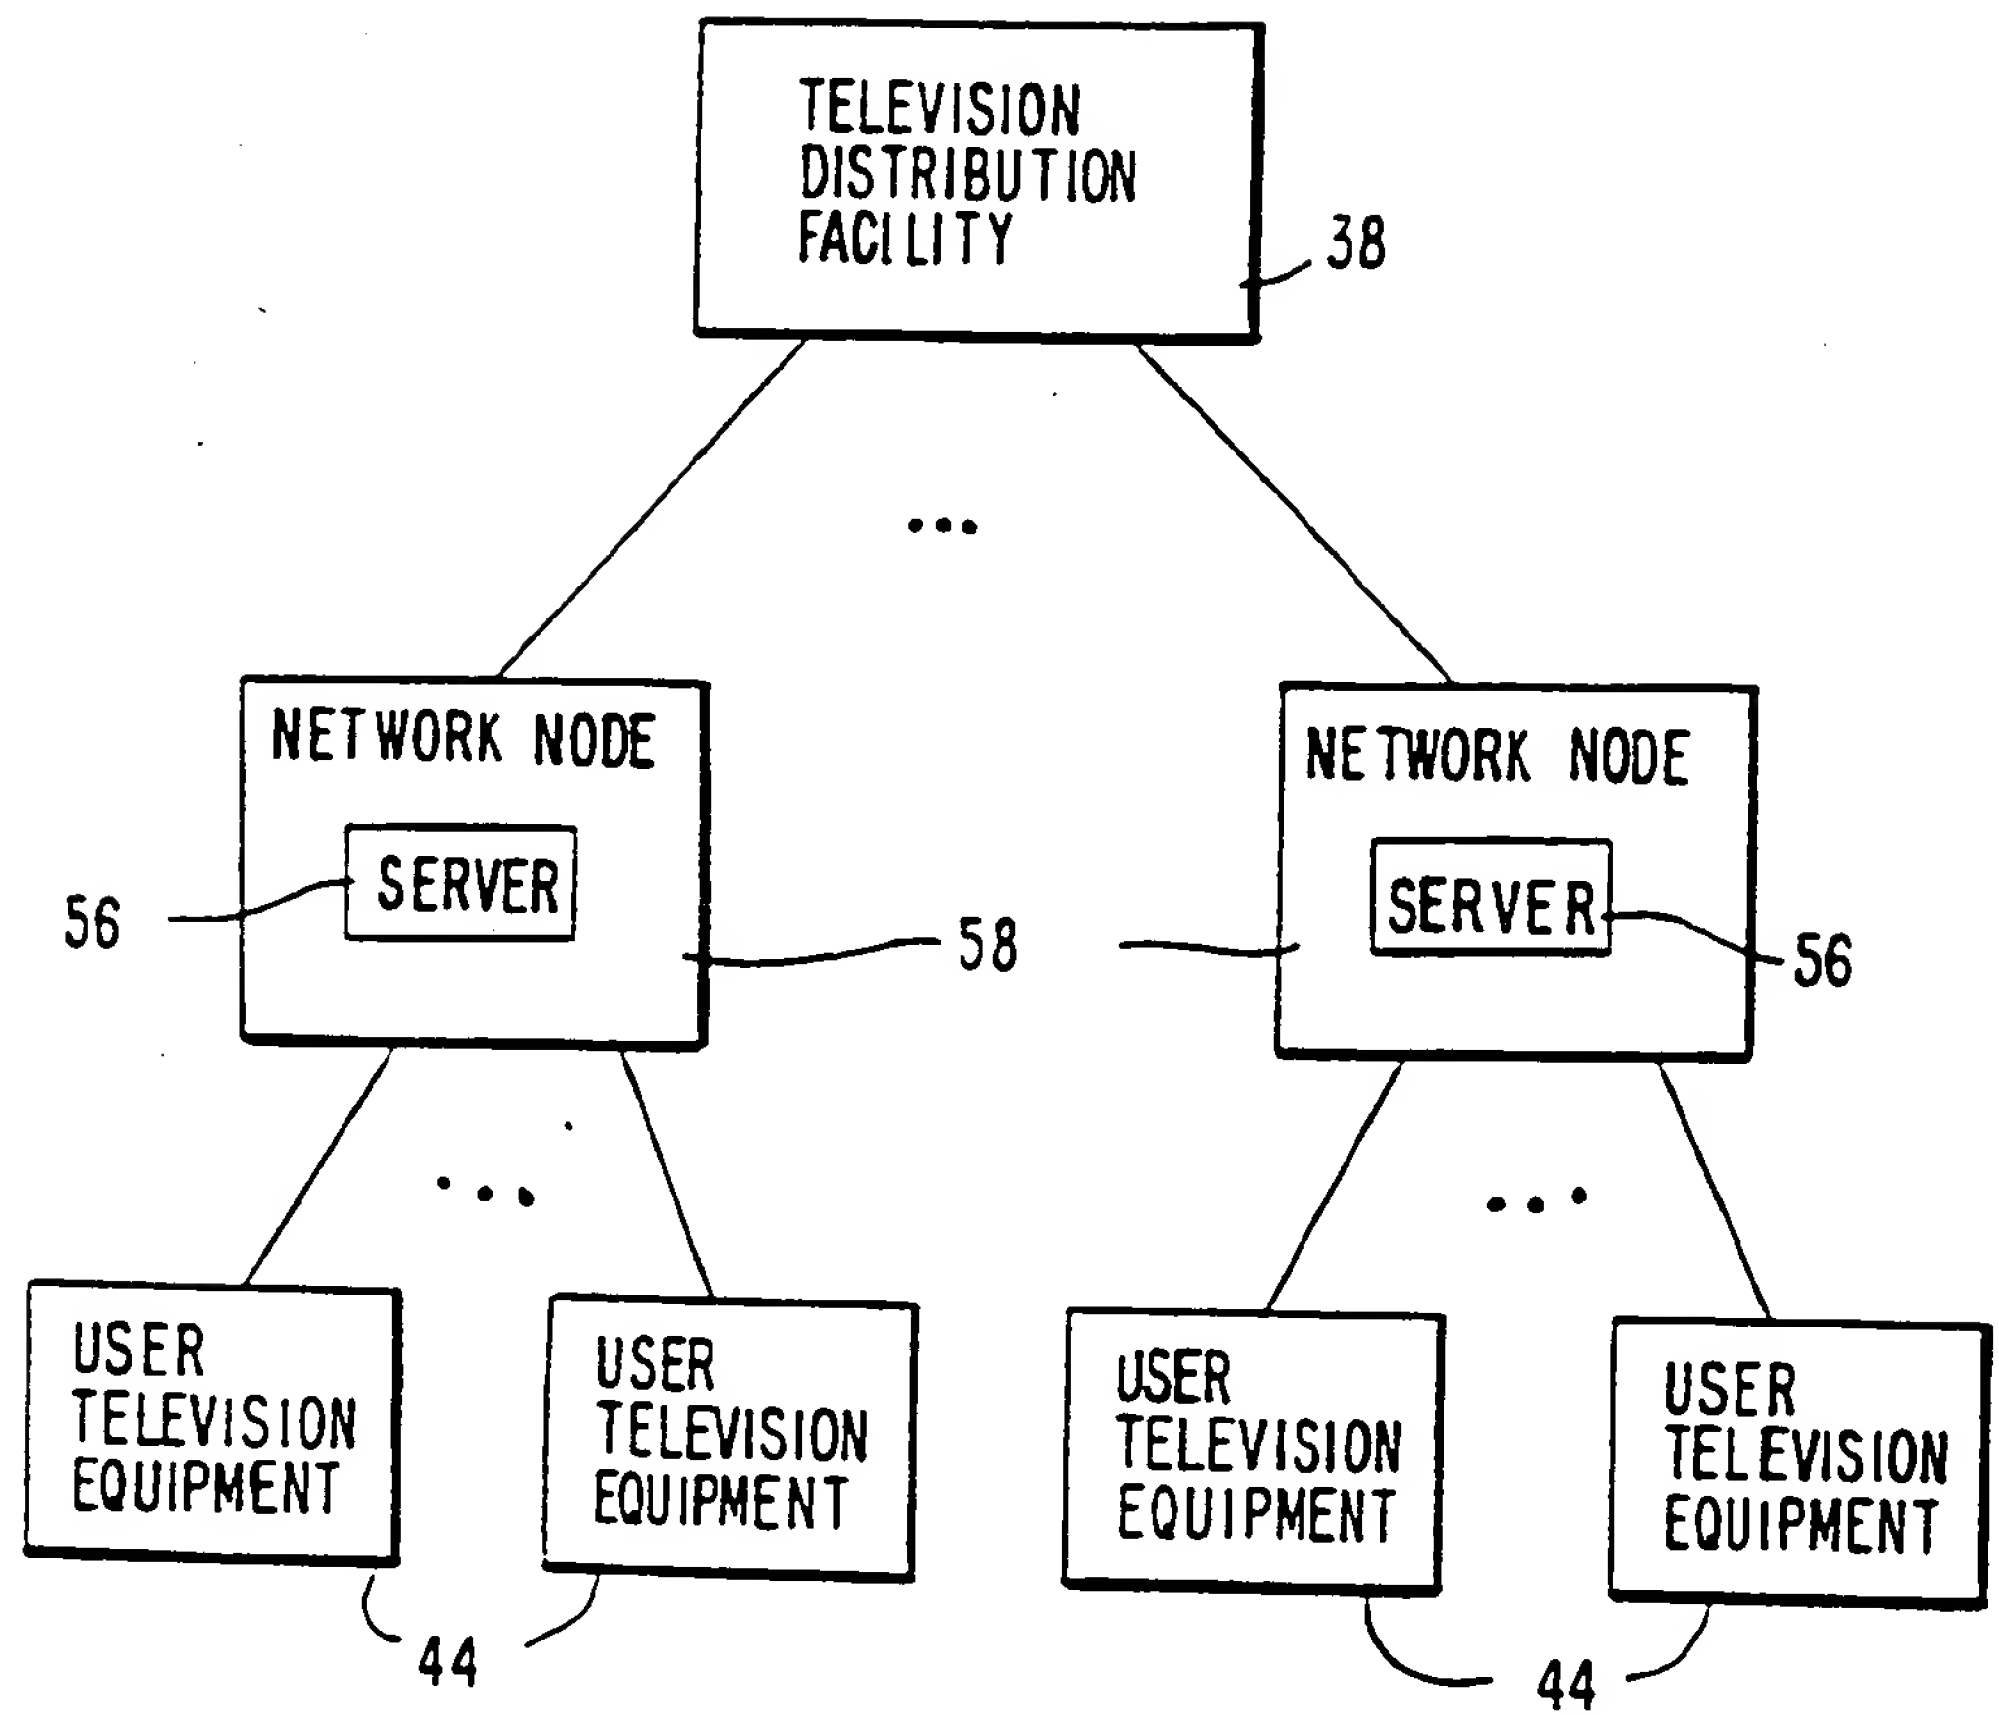 TELEVISION
DISTRIBUTION
FACILITY
38
NETWORK NODE
SERVER
56
58
NETWORK NODE
SERVER
56
USER
TELEVISION
EQUIPMENT
USER
TELEVISION
EQUIPMENT
44
USER
TELEVISION
EQUIPMENT
USER
TELEVISION
EQUIPMENT
44